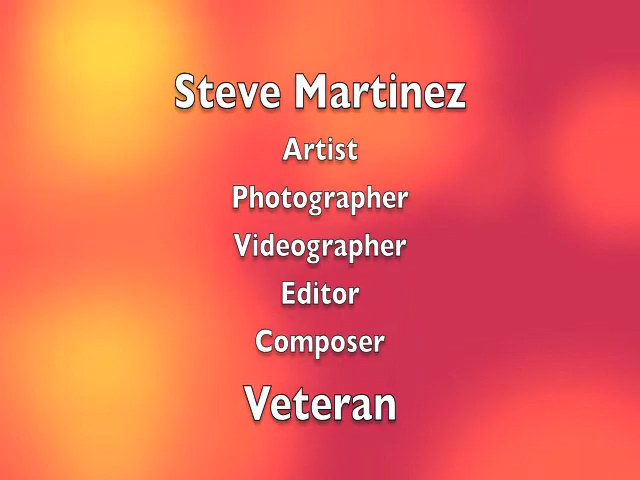 Steve Martinez
Artist
Photographer
Videographer
Editor
Composer
Veteran